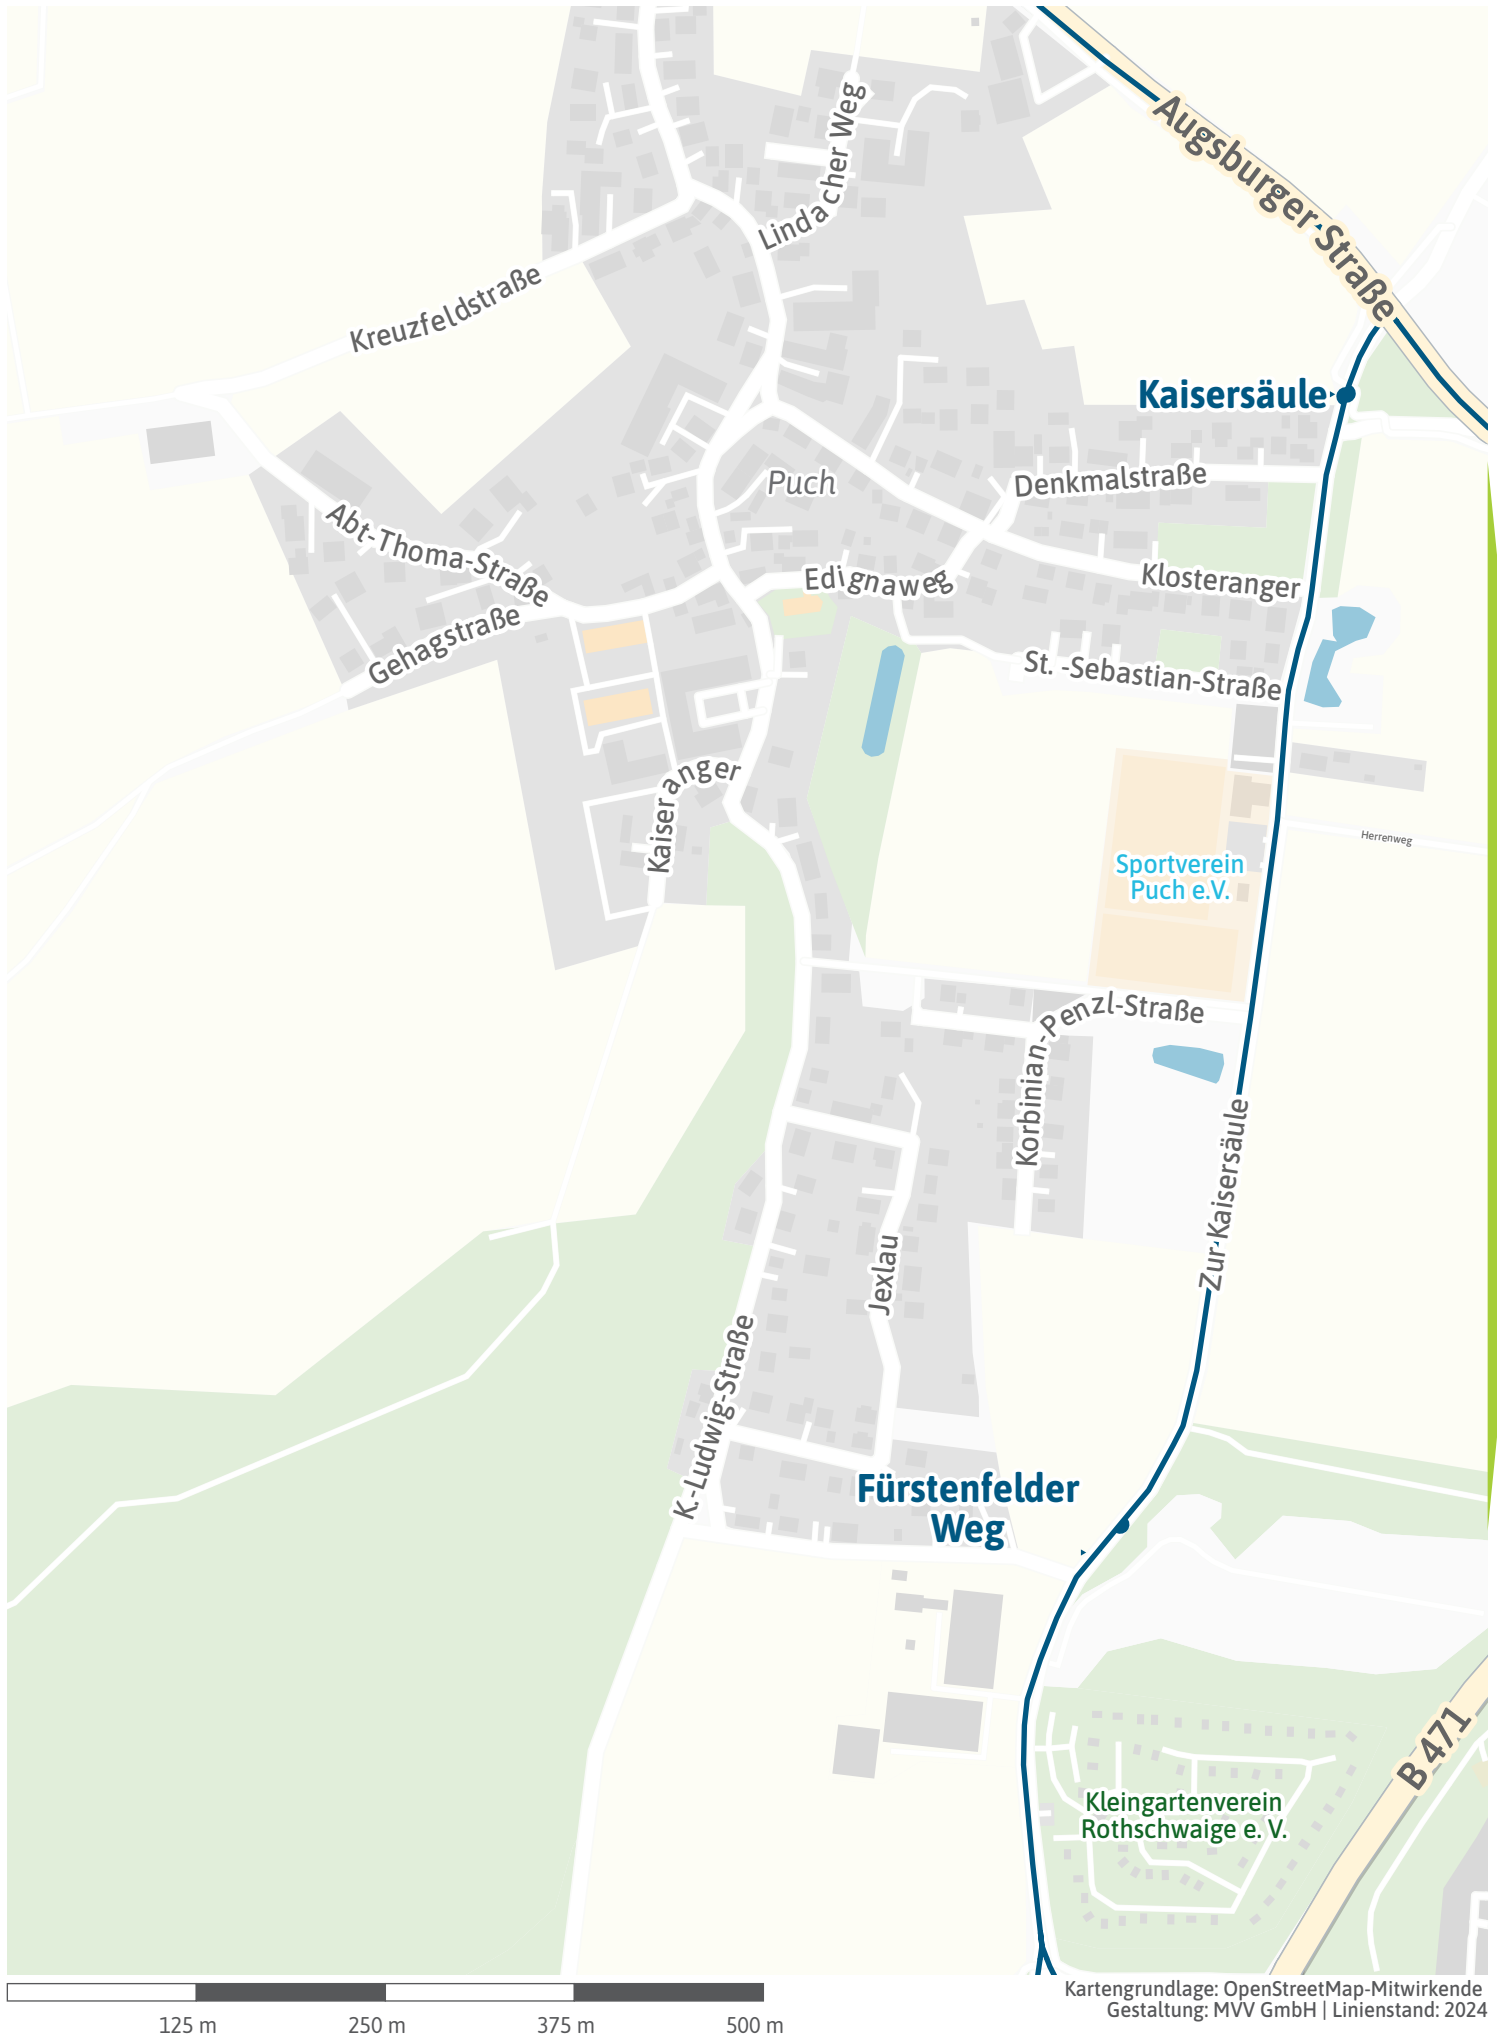 Lindacher Weg
Augsburger Straße
Kreuzfeldstraße
Kaisersäule
Puch
Denkmalstraße
Abt-Thoma-Straße
Edignaweg
Klosteranger
Gehagstraße
St.-Sebastian-Straße
Kaiseranger
Herrenweg
Sportverein
Puch e.V.
Korbinian-Penzl-Straße
Zur Kaisersäule
Jexlau
K.-Ludwig-Straße
Fürstenfelder
Weg
B 471
Kleingartenverein
Rothschwaige e. V.
Kartengrundlage: OpenStreetMap-Mitwirkende
Gestaltung: MVV GmbH | Linienstand: 2024
125 m 250 m 375 m 500 m